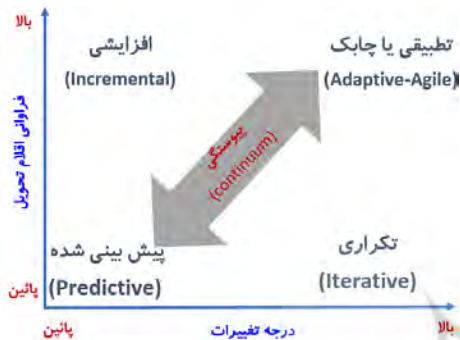 بالا
افزایشی
(Incremental)
تطبیقی یا چابک
(Adaptive-Agile)
فراوانی اقلام تحویل
پیوستگی
(continuum)
پیش بینی شده
(Predictive)
تکراری
(Iterative)
پائین
پائین
درجه تغییرات
بالا